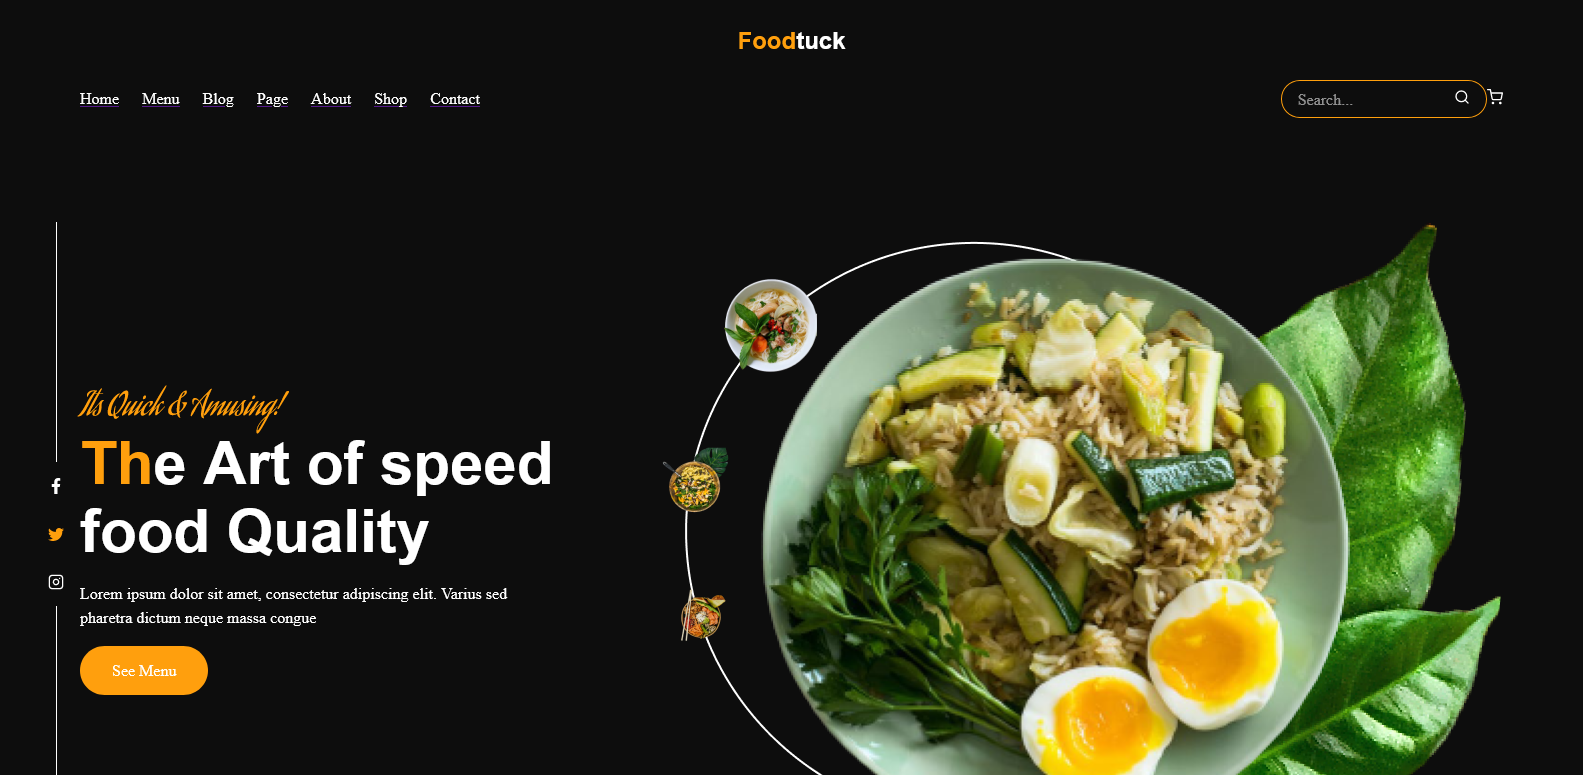 Foodtuck
Home Menu Blog Page About Shop Contact
Search...
Its Quick & Amusing!
The Art of speed
food Quality
Lorem ipsum dolor sit amet, consectetur adipiscing elit. Varius sed
pharetra dictum neque massa congue
See Menu